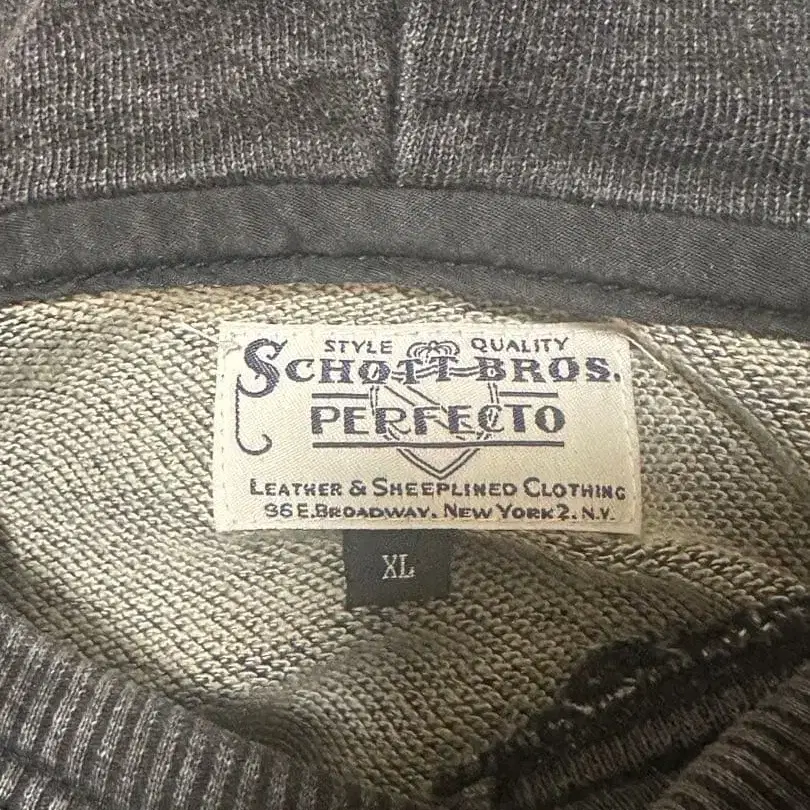 STYLE QUALITY
SCHOTT BROS.
PERFECTO
LEATHER & SHEEPLINED CLOTHING
96 E. BROADWAY. NEW YORK 2. N.Y.
XL